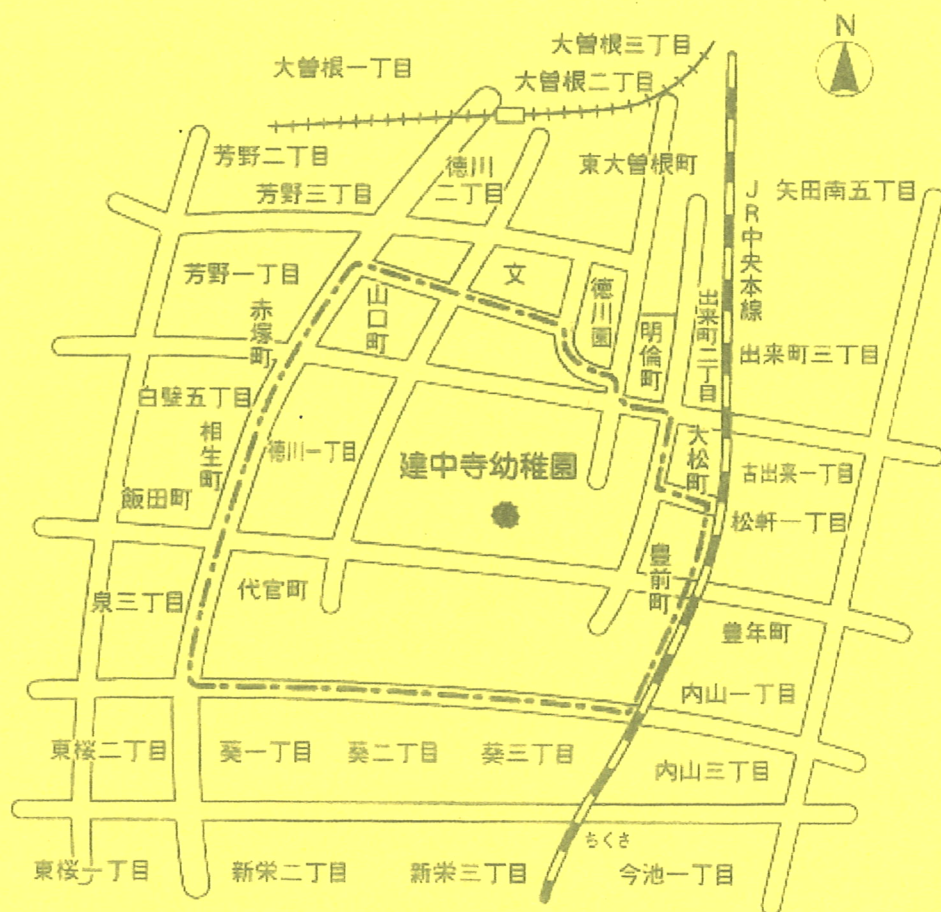 N
大曽根三丁目
大曽根一丁目
大曽根二丁目
芳野二丁目
徳川
二丁目
東大曽根町
芳野三丁目
矢田南五丁目
JR中央本線
芳野一丁目
文
徳川園
山口町
赤塚町
明倫町
出来町二丁目
出来町三丁目
白壁五丁目
相生町
徳川一丁目
建中寺幼稚園
大松町
古出来一丁目
飯田町
松軒一丁目
豊前町
代官町
泉三丁目
豊年町
内山一丁目
東桜二丁目
葵一丁目
葵二丁目
葵三丁目
内山三丁目
ちくさ
東桜一丁目
新栄二丁目
新栄三丁目
今池一丁目